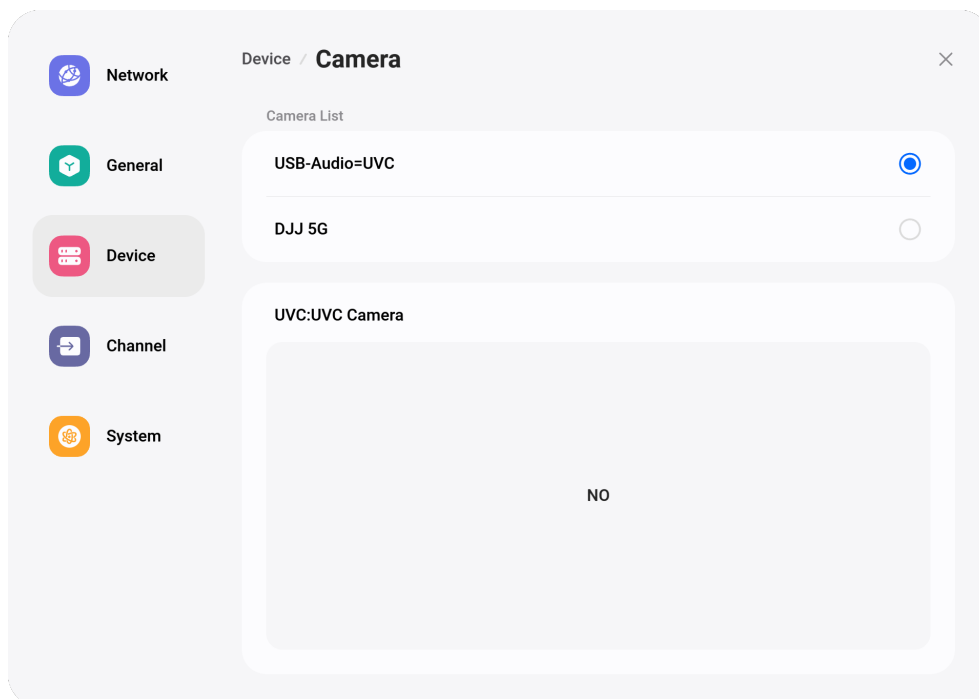 Network
General
Device
Channel
System
Device / Camera
Camera List
USB-Audio=UVC
DJJ 5G
UVC:UVC Camera
NO